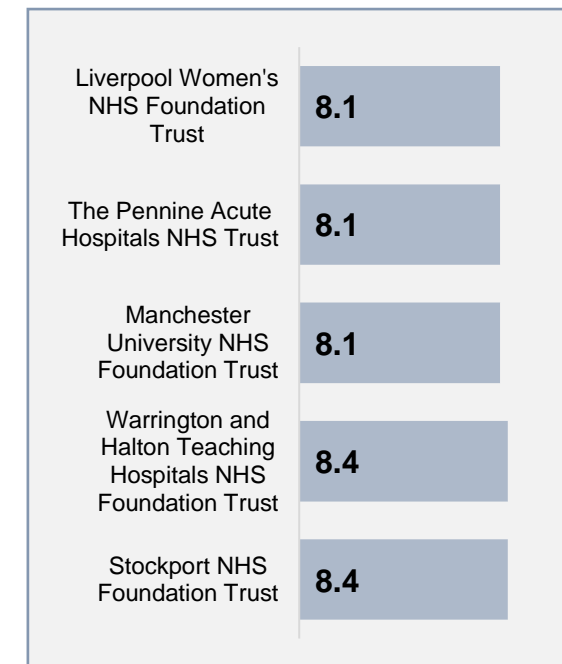 Liverpool Women's
NHS Foundation
Trust
8.1
The Pennine Acute
Hospitals NHS Trust
8.1
Manchester
University NHS
Foundation Trust
8.1
Warrington and
Halton Teaching
Hospitals NHS
Foundation Trust
8.4
Stockport NHS
Foundation Trust
8.4